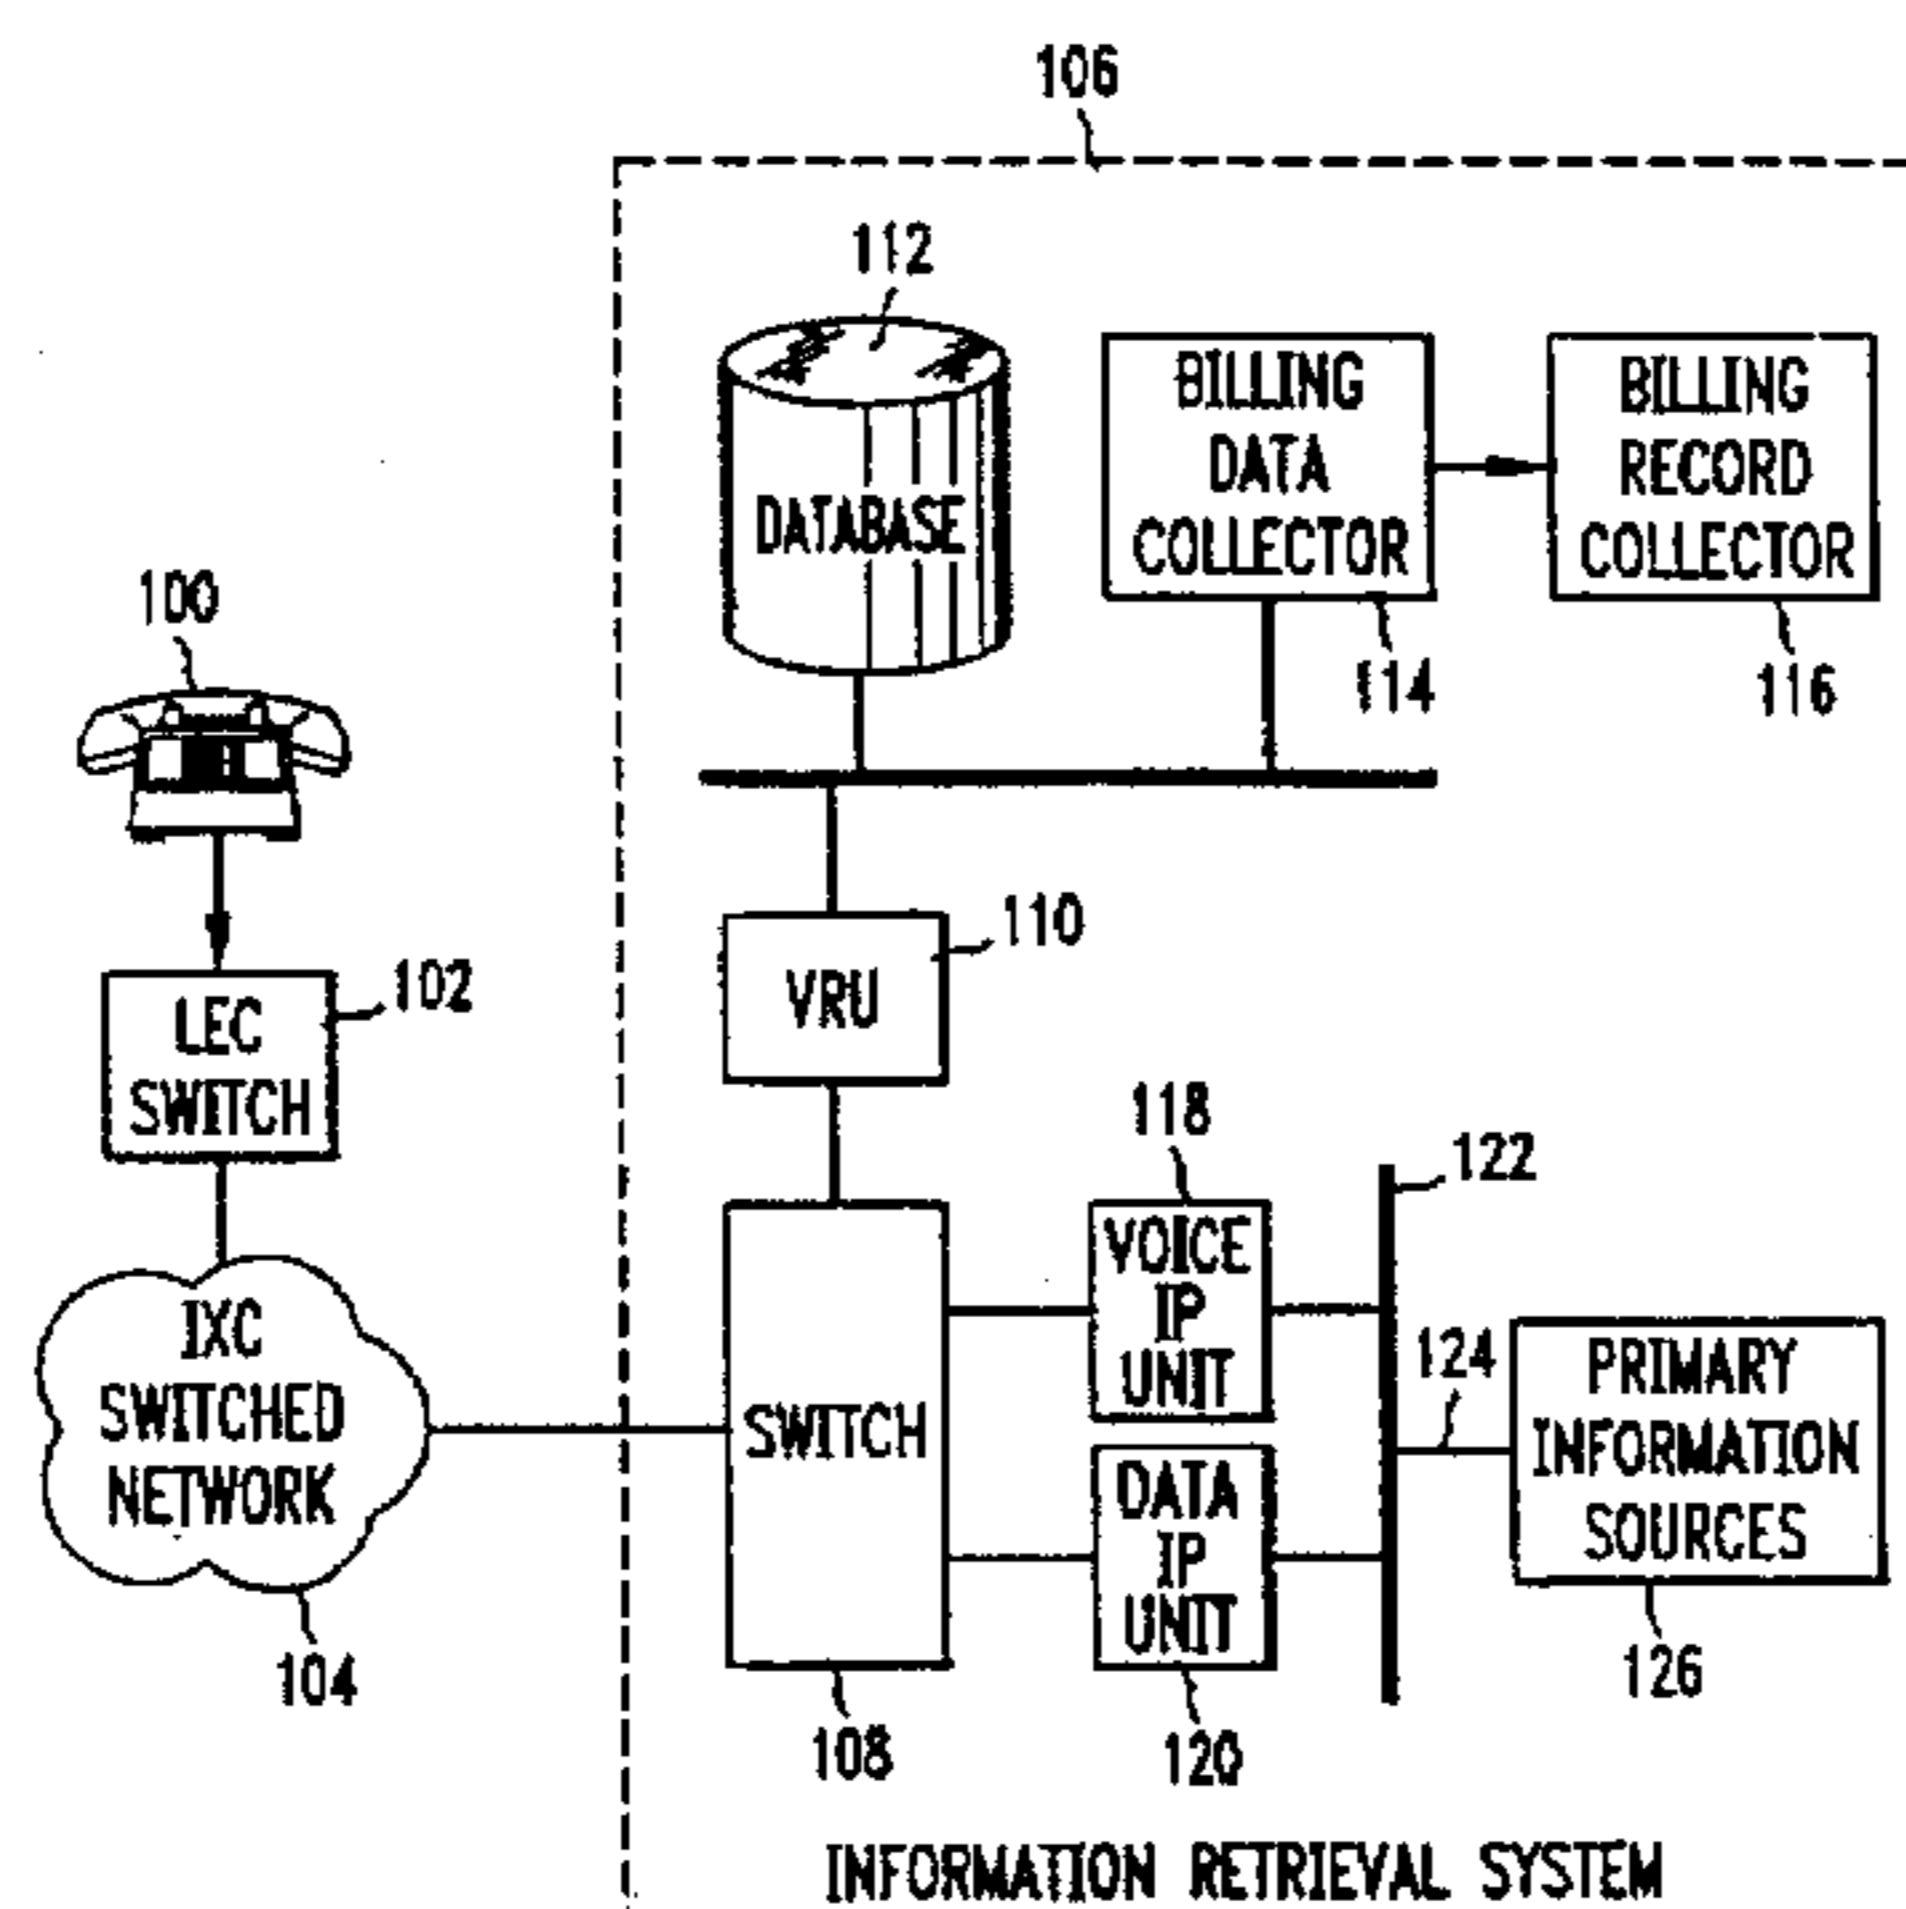 106
112
DATABASE
BILLING
DATA
COLLECTOR
114
BILLING
RECORD
COLLECTOR
116
100
LEC
SWITCH
102
VRU
110
IXC
SWITCHED
NETWORK
104
SWITCH
108
118
VOICE
IP
UNIT
DATA
IP
UNIT
120
122
124
PRIMARY
INFORMATION
SOURCES
126
INFORMATION RETRIEVAL SYSTEM